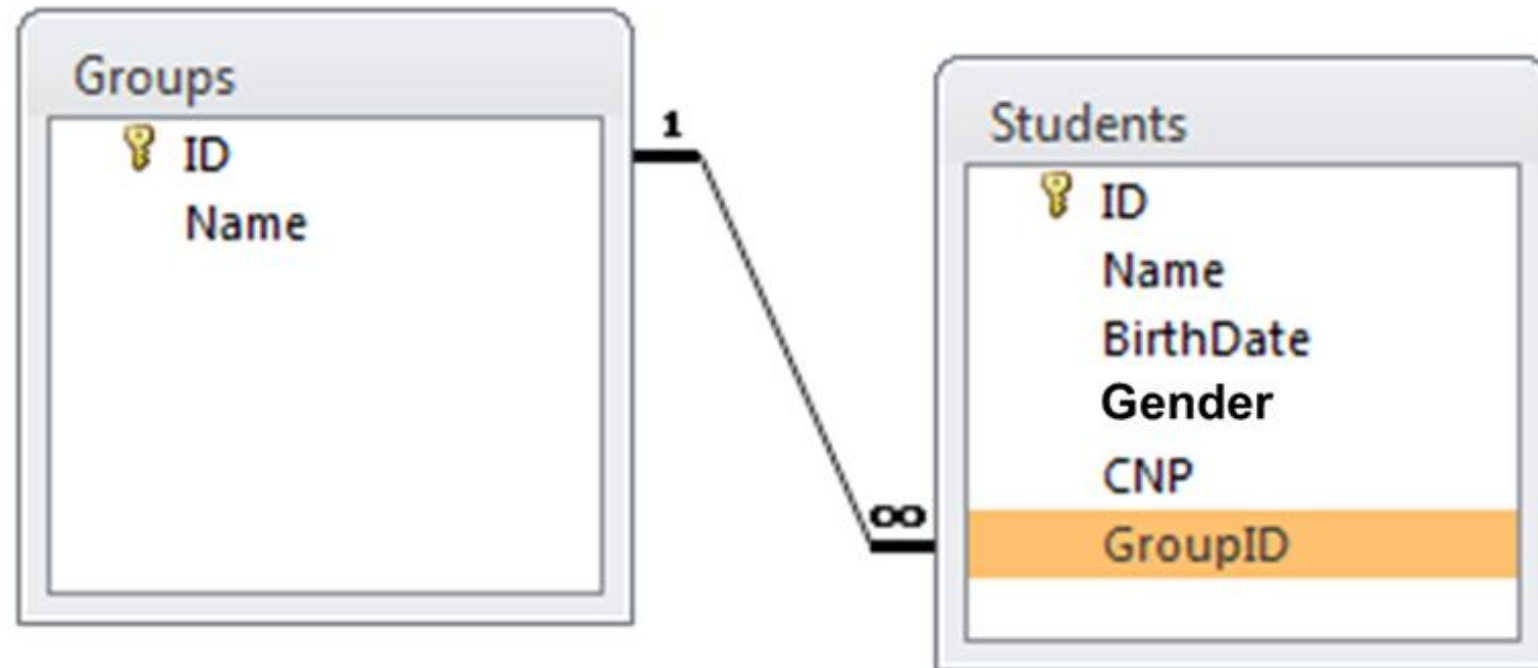 Groups
ID
Name
1
∞
Students
ID
Name
BirthDate
Gender
CNP
GroupID